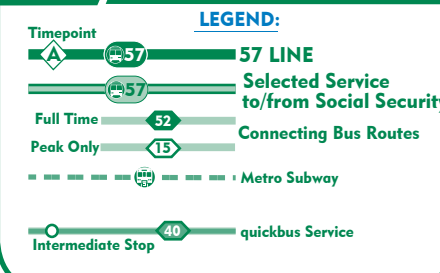 LEGEND:
Timepoint
A 57 57 LINE
57 Selected Service
to/from Social Security
Full Time 52
Connecting Bus Routes
Peak Only 15
Metro Subway
40 quickbus Service
Intermediate Stop